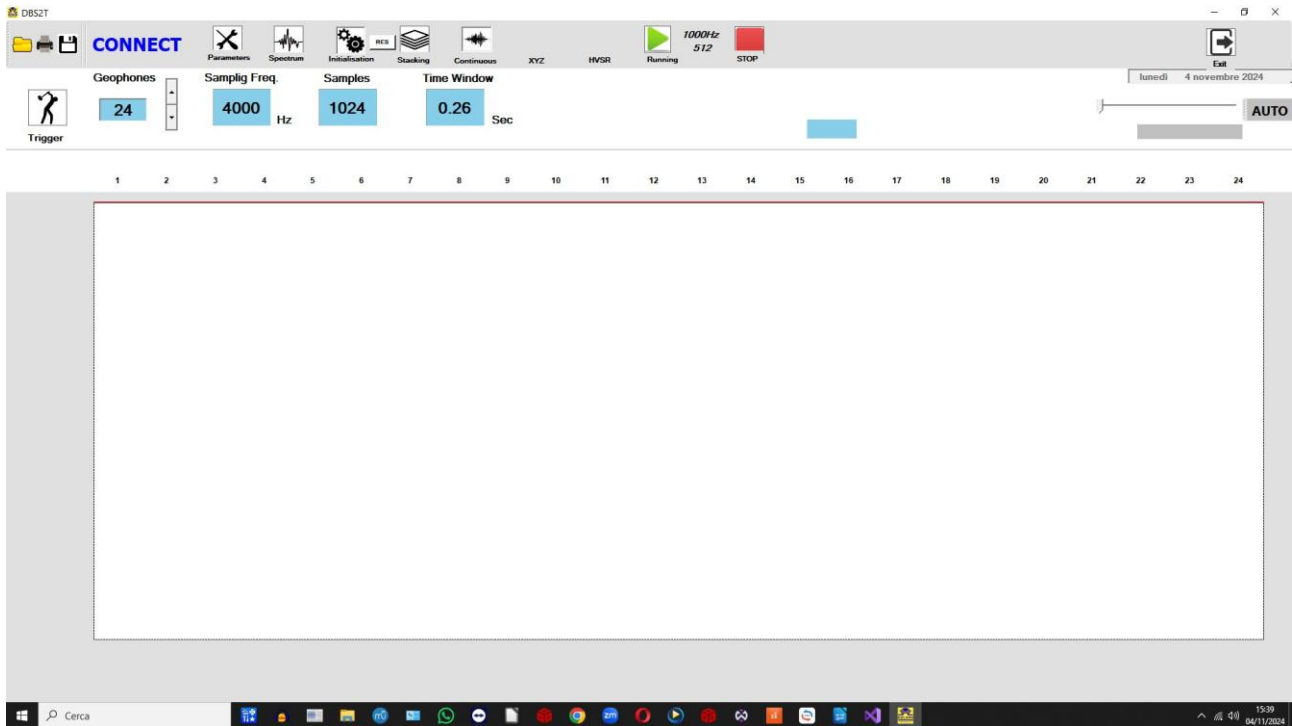 DBS2T
CONNECT
Parameters
Spectrum
Initialisation
RCS
Stacking
Continuous
XYZ
HVSR
Running
1000Hz
512
STOP
Exit
Geophones
24
Samplig Freq.
4000 Hz
Samples
1024
Time Window
0.26 Sec
lunedì 4 novembre 2024
AUTO
Trigger
1 2 3 4 5 6 7 8 9 10 11 12 13 14 15 16 17 18 19 20 21 22 23 24
Cerca
zm
15:39
04/11/2024